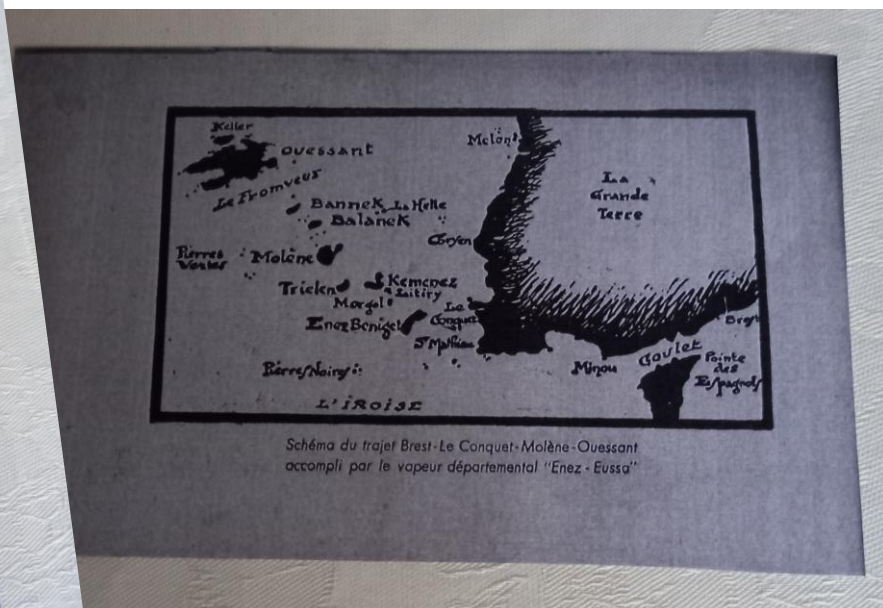 Keller
Ouessant
Le Fromveur
Bannek
La Helle
Balanek
Pierres
Vertes
Molène
Kemenez
Litiry
Morgol
Enez Beniget
Le
Conquet
St Mathieu
Pierres Noires
L'IROISE
Melon
La
Grande
Terre
Brest
Goulet
Minou
Pointe
des
Espagnols
Schéma du trajet Brest-Le Conquet-Molène-Ouessant
accompli par le vapeur départemental "Enez-Eussa"